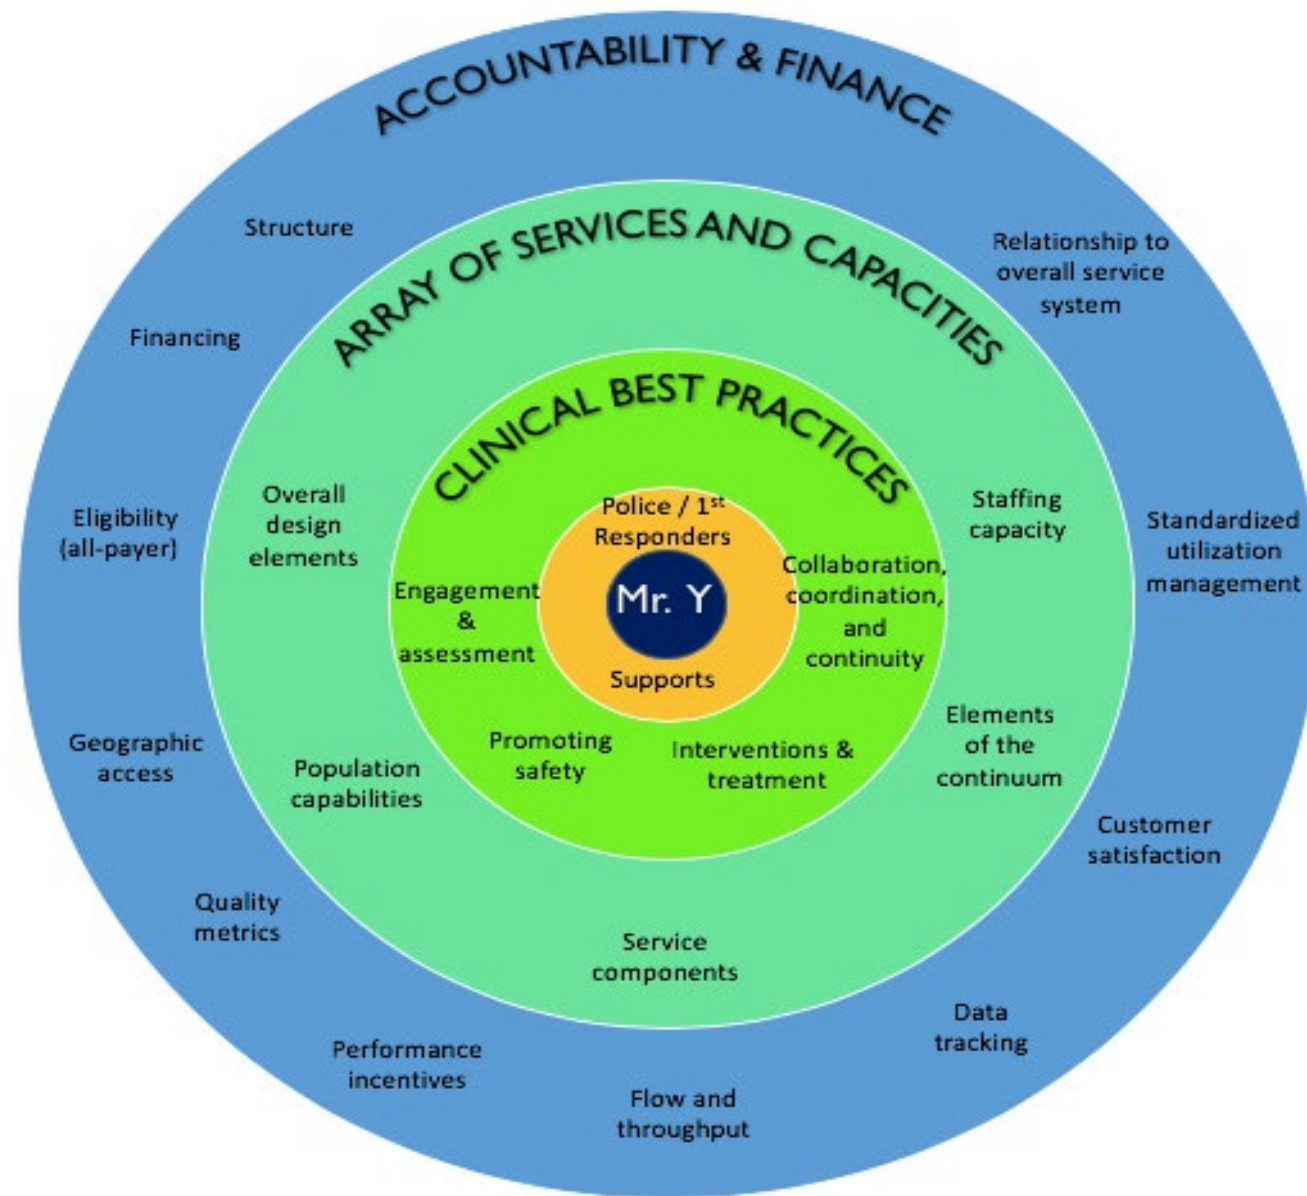 ACCOUNTABILITY & FINANCE
Structure
Relationship to
overall service
system
Financing
Eligibility
(all-payer)
Standardized
utilization
management
Geographic
access
Customer
satisfaction
Quality
metrics
Data
tracking
Performance
incentives
Flow and
throughput
ARRAY OF SERVICES AND CAPACITIES
Overall
design
elements
Staffing
capacity
Population
capabilities
Elements
of the
continuum
Service
components
CLINICAL BEST PRACTICES
Engagement
&
assessment
Collaboration,
coordination,
and
continuity
Promoting
safety
Interventions &
treatment
Police / 1st
Responders
Mr. Y
Supports